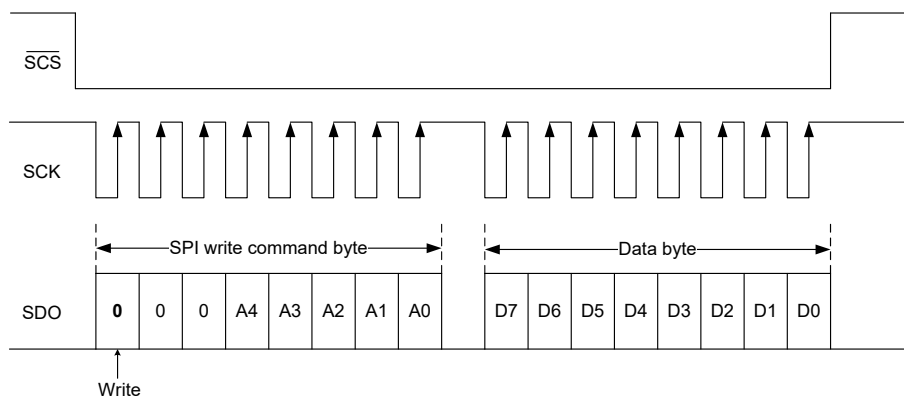 SCS
SCK
SPI write command byte Data byte
SDO 0 0 0 A4 A3 A2 A1 A0 D7 D6 D5 D4 D3 D2 D1 D0
Write